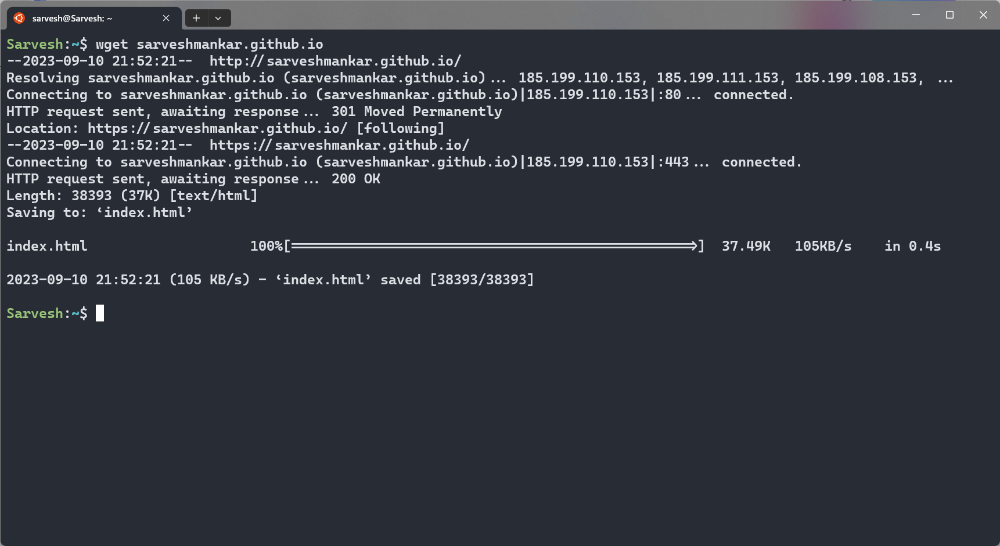 sarvesh@Sarvesh: ~
Sarvesh:~$ wget sarveshmankar.github.io
--2023-09-10 21:52:21--  http://sarveshmankar.github.io/
Resolving sarveshmankar.github.io (sarveshmankar.github.io)... 185.199.110.153, 185.199.111.153, 185.199.108.153, ...
Connecting to sarveshmankar.github.io (sarveshmankar.github.io)|185.199.110.153|:80... connected.
HTTP request sent, awaiting response... 301 Moved Permanently
Location: https://sarveshmankar.github.io/ [following]
--2023-09-10 21:52:21--  https://sarveshmankar.github.io/
Connecting to sarveshmankar.github.io (sarveshmankar.github.io)|185.199.110.153|:443... connected.
HTTP request sent, awaiting response... 200 OK
Length: 38393 (37K) [text/html]
Saving to: ‘index.html’
index.html                    100%[==================================================>]  37.49K   105KB/s    in 0.4s
2023-09-10 21:52:21 (105 KB/s) - ‘index.html’ saved [38393/38393]
Sarvesh:~$